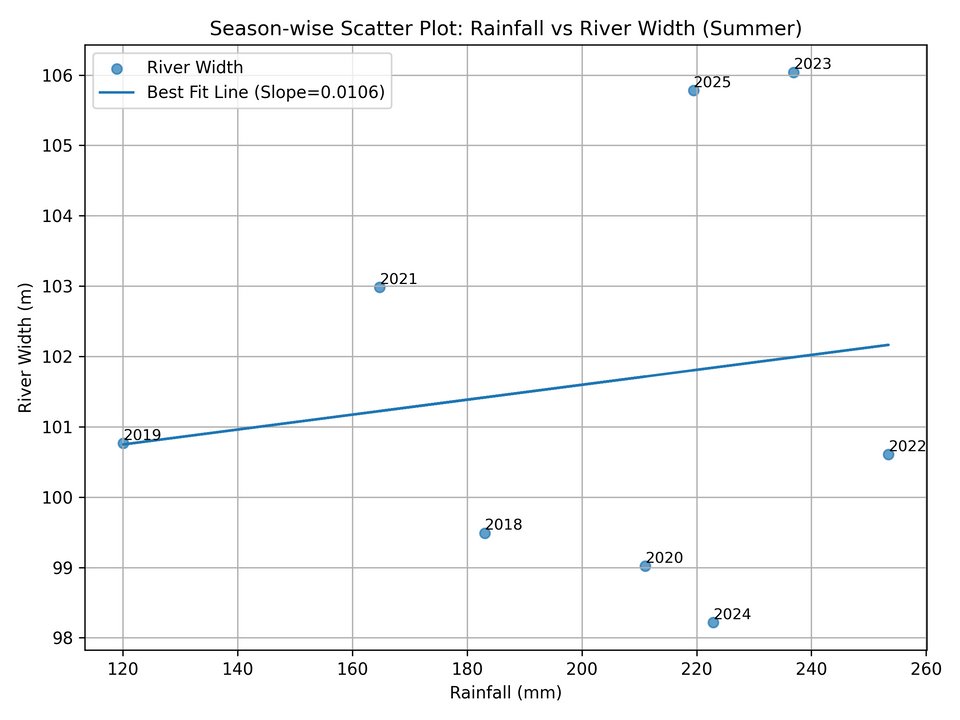 Season-wise Scatter Plot: Rainfall vs River Width (Summer)
River Width
Best Fit Line (Slope=0.0106)
2023
2025
2021
2019
2022
2018
2020
2024
River Width (m)
106
105
104
103
102
101
100
99
98
120 140 160 180 200 220 240 260
Rainfall (mm)